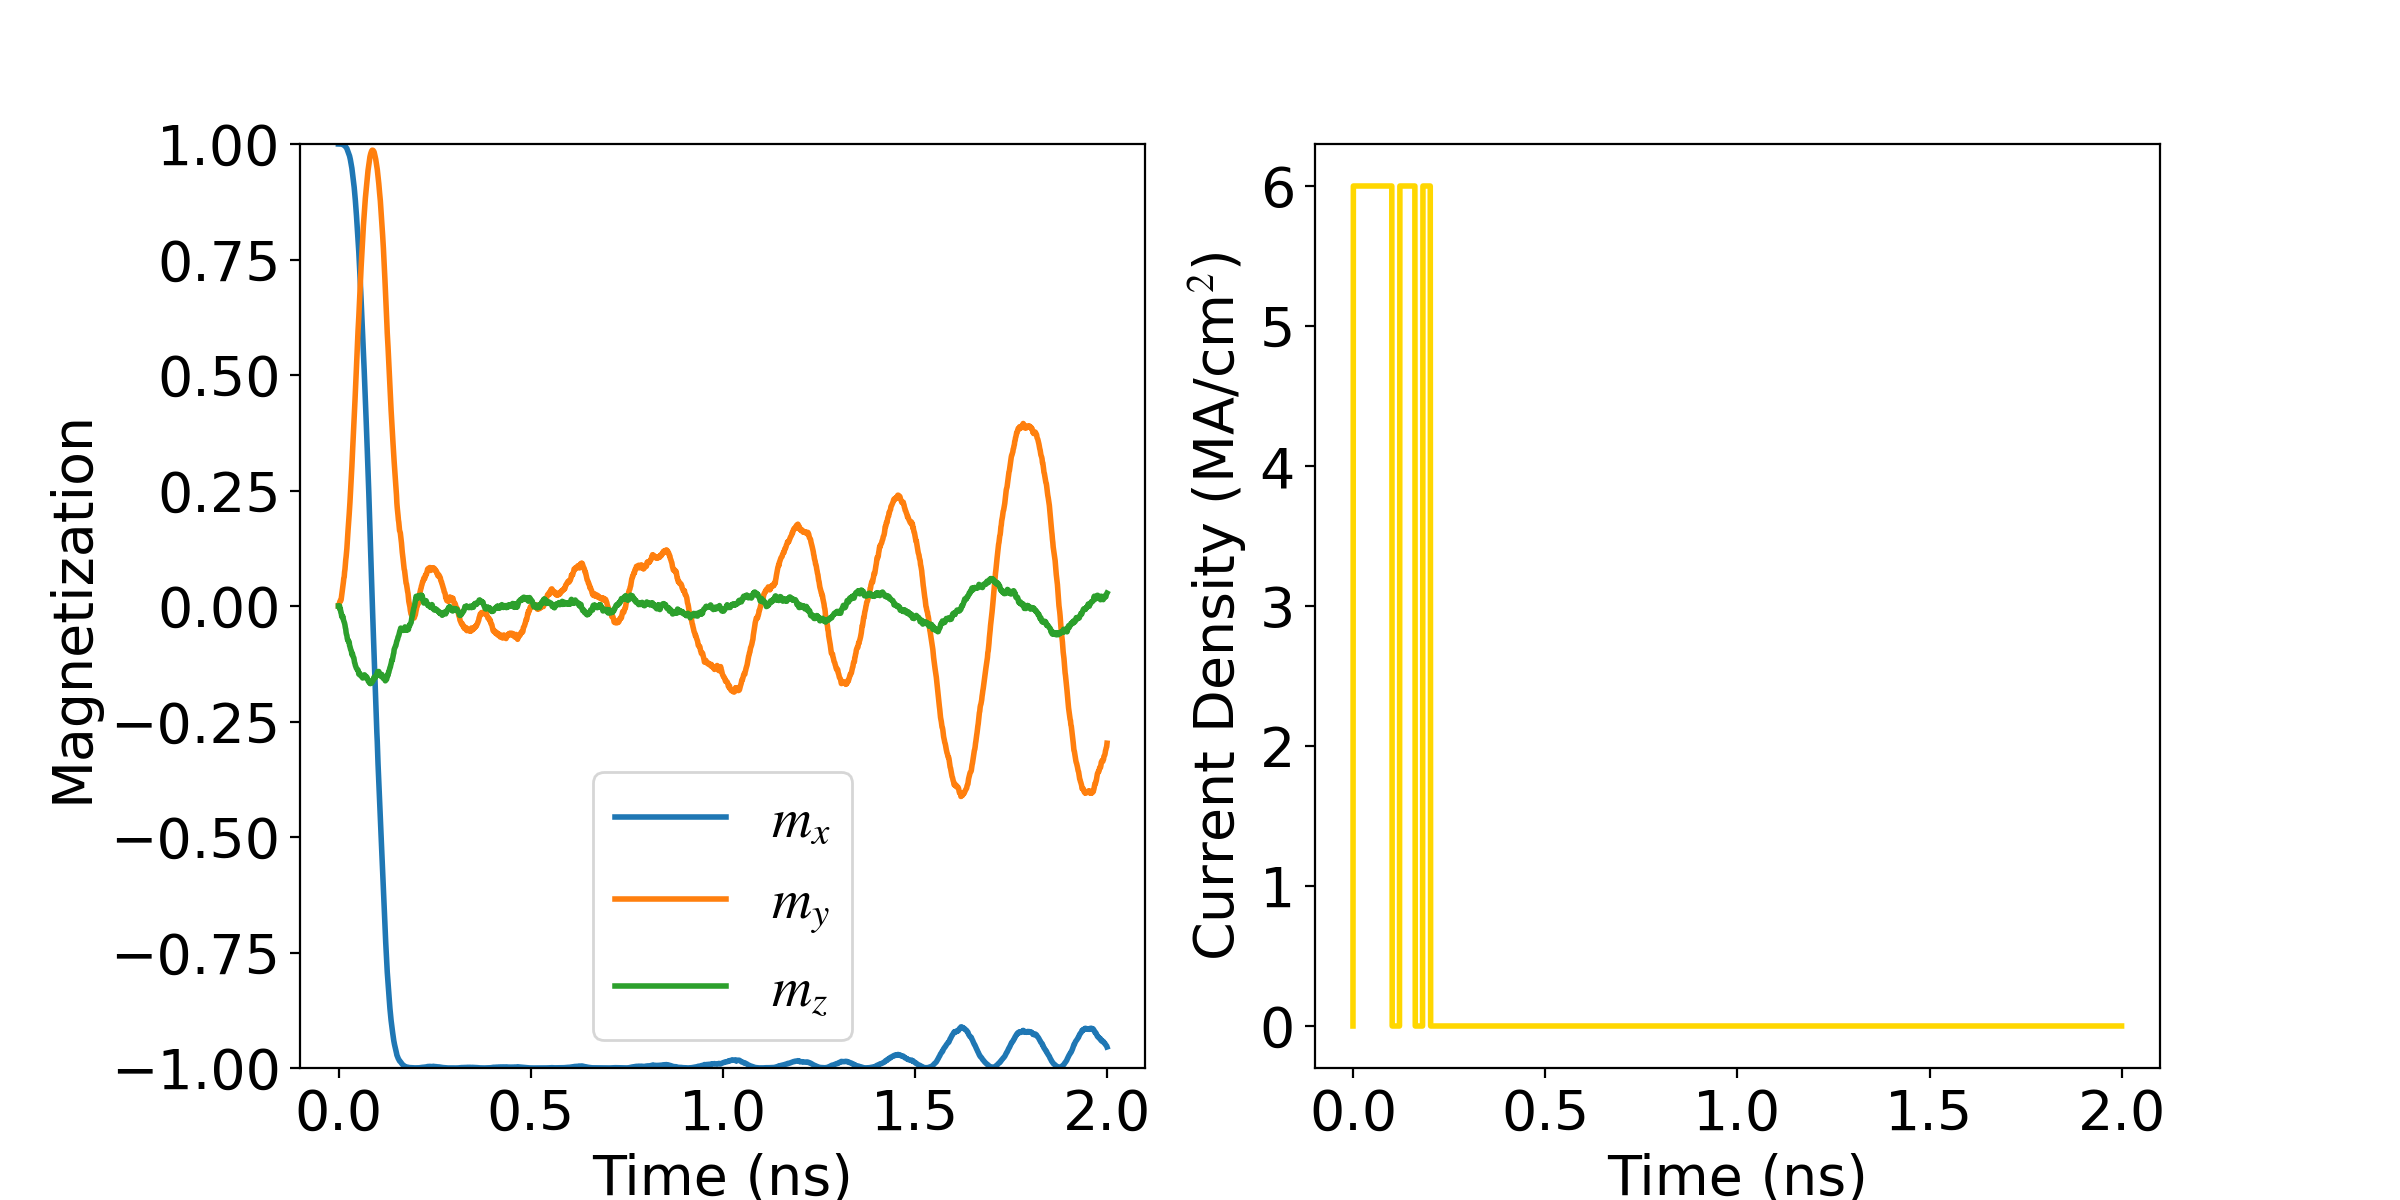 1.00
0.75
0.50
0.25
0.00
−0.25
−0.50
−0.75
−1.00
Magnetization
0.0 0.5 1.0 1.5 2.0
Time (ns)
mₓ
m_y
m_z
6
5
4
3
2
1
0
Current Density (MA/cm²)
0.0 0.5 1.0 1.5 2.0
Time (ns)